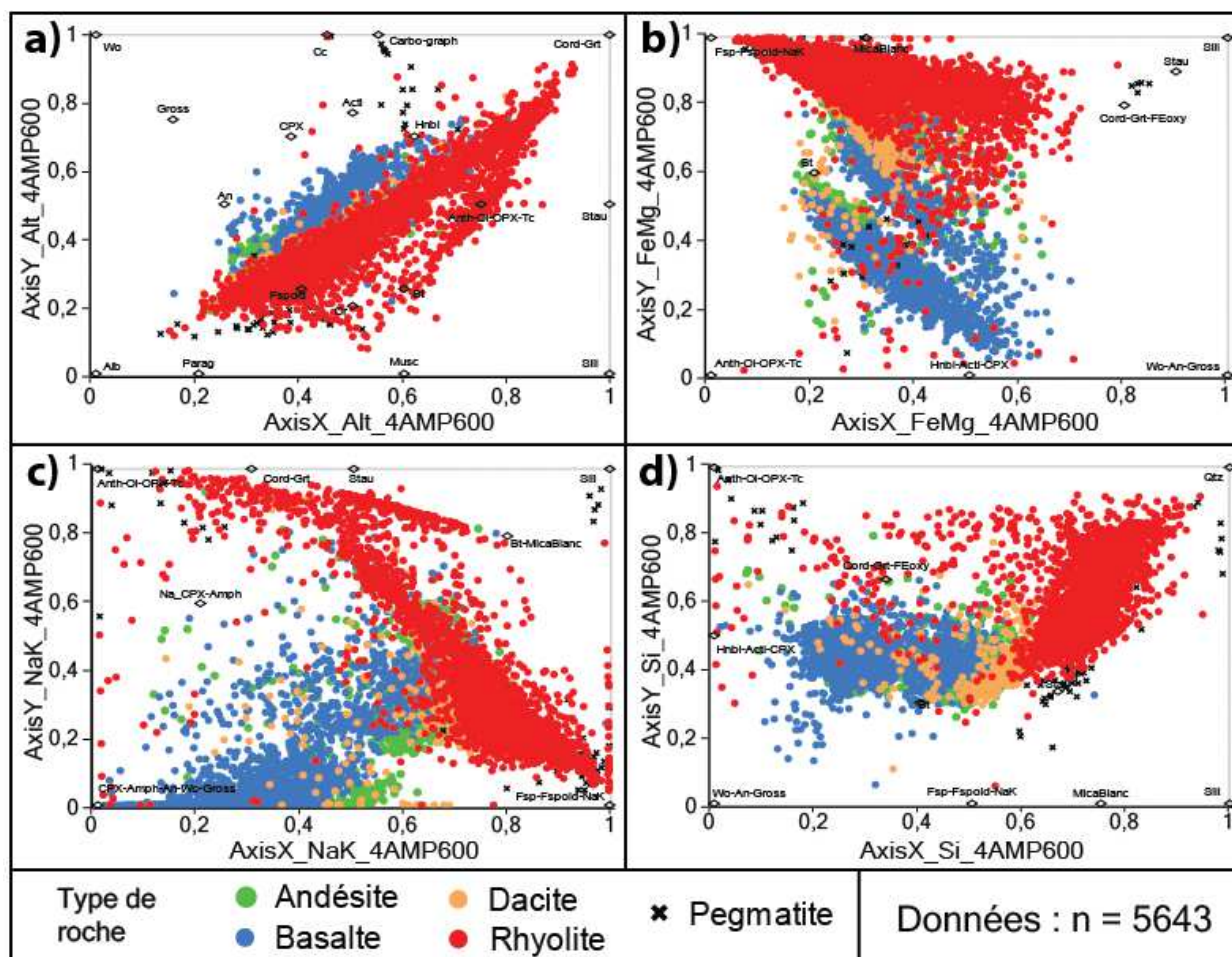 a)
AxisY_Alt_4AMP600
1
0,8
0,6
0,4
0,2
0
Wo
Cc
Carbo-graph
Cord-Grt
Gross
Actl
CPX
Hnbl
An
Anth-Ol-OPX-Tc
Stau
Fspold
Bt
Or
Alb
Parag
Musc
Sill
0
0,2
0,4
0,6
0,8
1
AxisX_Alt_4AMP600
b)
AxisY_FeMg_4AMP600
1
0,8
0,6
0,4
0,2
0
Fsp-Fspold-NaK
MicaBlanc
Sill
Stau
Cord-Grt-FEoxy
Bt
Anth-Ol-OPX-Tc
Hnbl-Actl-CPX
Wo-An-Gross
0
0,2
0,4
0,6
0,8
1
AxisX_FeMg_4AMP600
c)
AxisY_NaK_4AMP600
1
0,8
0,6
0,4
0,2
0
Anth-Ol-OPX-Tc
Cord-Grt
Stau
Sill
Bt-MicaBlanc
Na_CPX-Amph
CPX-Amph-An-Wo-Gross
Fsp-Fspold-NaK
0
0,2
0,4
0,6
0,8
1
AxisX_NaK_4AMP600
d)
AxisY_Si_4AMP600
1
0,8
0,6
0,4
0,2
0
Anth-Ol-OPX-Tc
Qtz
Cord-Grt-FEoxy
Hnbl-Actl-CPX
Bt
Wo-An-Gross
Fsp-Fspold-NaK
MicaBlanc
Sill
0
0,2
0,4
0,6
0,8
1
AxisX_Si_4AMP600
Type de
roche
Andésite
Basalte
Dacite
Rhyolite
Pegmatite
Données : n = 5643